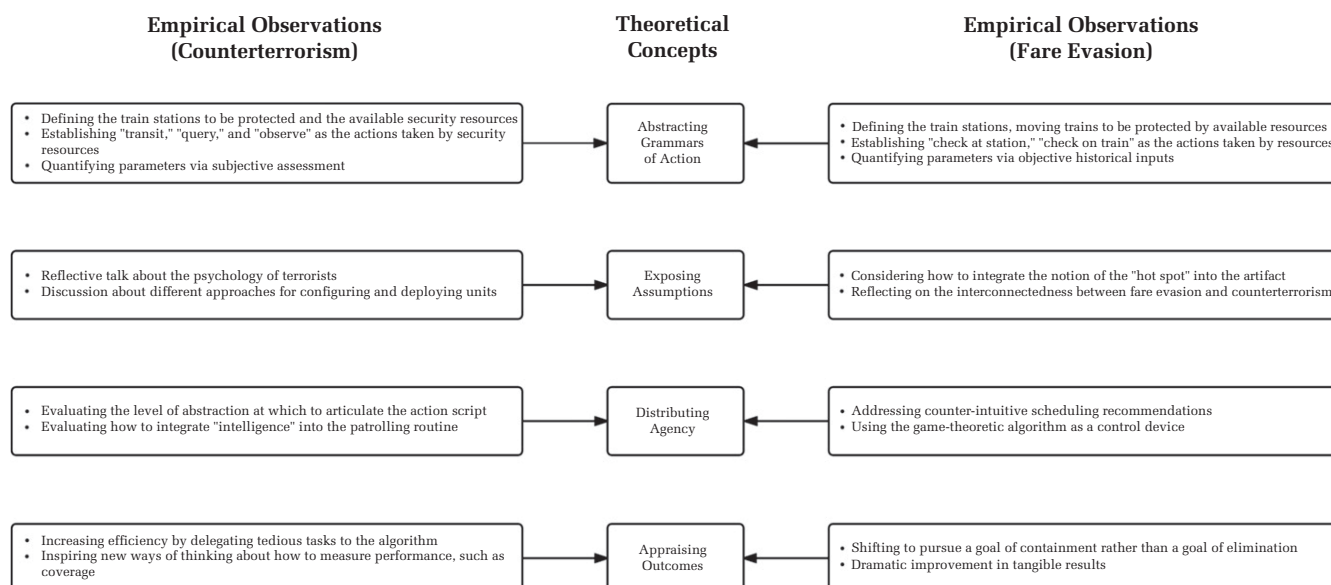 Empirical Observations
(Counterterrorism)
Theoretical
Concepts
Empirical Observations
(Fare Evasion)
• Defining the train stations to be protected and the available security resources
• Establishing "transit," "query," and "observe" as the actions taken by security
resources
• Quantifying parameters via subjective assessment
Abstracting
Grammars
of Action
• Defining the train stations, moving trains to be protected by available resources
• Establishing "check at station," "check on train" as the actions taken by resources
• Quantifying parameters via objective historical inputs
• Reflective talk about the psychology of terrorists
• Discussion about different approaches for configuring and deploying units
Exposing
Assumptions
• Considering how to integrate the notion of the "hot spot" into the artifact
• Reflecting on the interconnectedness between fare evasion and counterterrorism
• Evaluating the level of abstraction at which to articulate the action script
• Evaluating how to integrate "intelligence" into the patrolling routine
Distributing
Agency
• Addressing counter-intuitive scheduling recommendations
• Using the game-theoretic algorithm as a control device
• Increasing efficiency by delegating tedious tasks to the algorithm
• Inspiring new ways of thinking about how to measure performance, such as
coverage
Appraising
Outcomes
• Shifting to pursue a goal of containment rather than a goal of elimination
• Dramatic improvement in tangible results